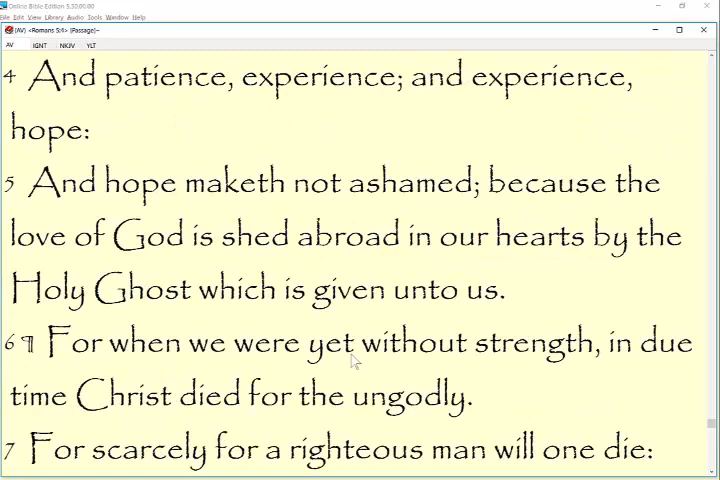 Online Bible Edition 5.30.00.00
File Edit View Library Audio Tools Window Help
(AV) <Romans 5:4> (Passage)~
AV IGNT NKJV YLT
4 And patience, experience; and experience,
hope:
5 And hope maketh not ashamed; because the
love of God is shed abroad in our hearts by the
Holy Ghost which is given unto us.
6 ¶ For when we were yet without strength, in due
time Christ died for the ungodly.
7 For scarcely for a righteous man will one die: